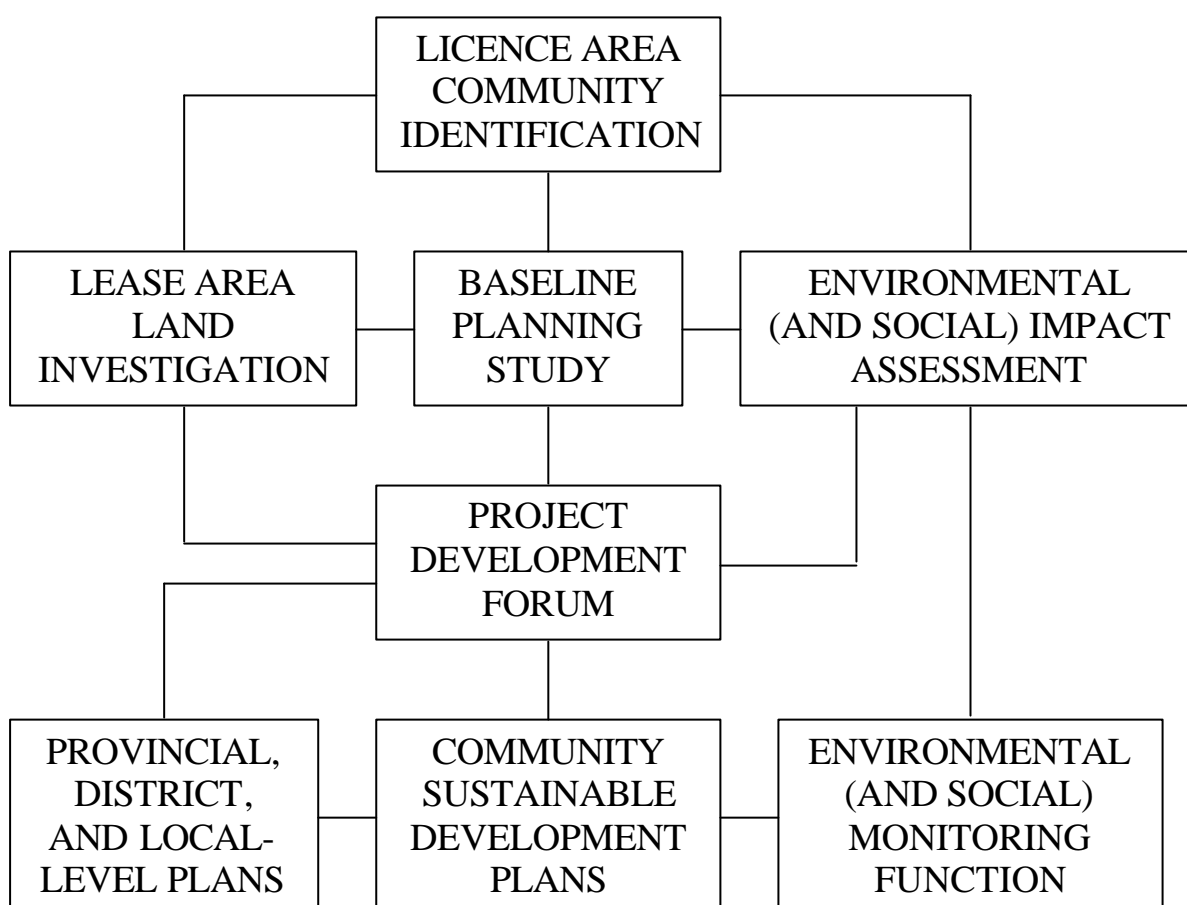 LICENCE AREA
COMMUNITY
IDENTIFICATION
LEASE AREA
LAND
INVESTIGATION
BASELINE
PLANNING
STUDY
ENVIRONMENTAL
(AND SOCIAL) IMPACT
ASSESSMENT
PROJECT
DEVELOPMENT
FORUM
PROVINCIAL,
DISTRICT,
AND LOCAL-
LEVEL PLANS
COMMUNITY
SUSTAINABLE
DEVELOPMENT
PLANS
ENVIRONMENTAL
(AND SOCIAL)
MONITORING
FUNCTION